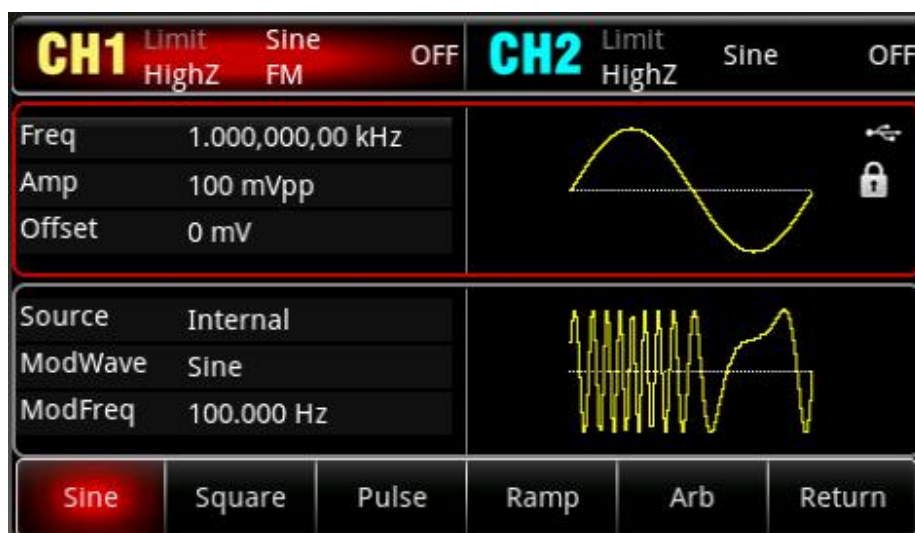 CH1 Limit Sine OFF CH2 Limit Sine OFF
HighZ FM HighZ
Freq 1.000,000,00 kHz
Amp 100 mVpp
Offset 0 mV
Source Internal
ModWave Sine
ModFreq 100.000 Hz
Sine Square Pulse Ramp Arb Return